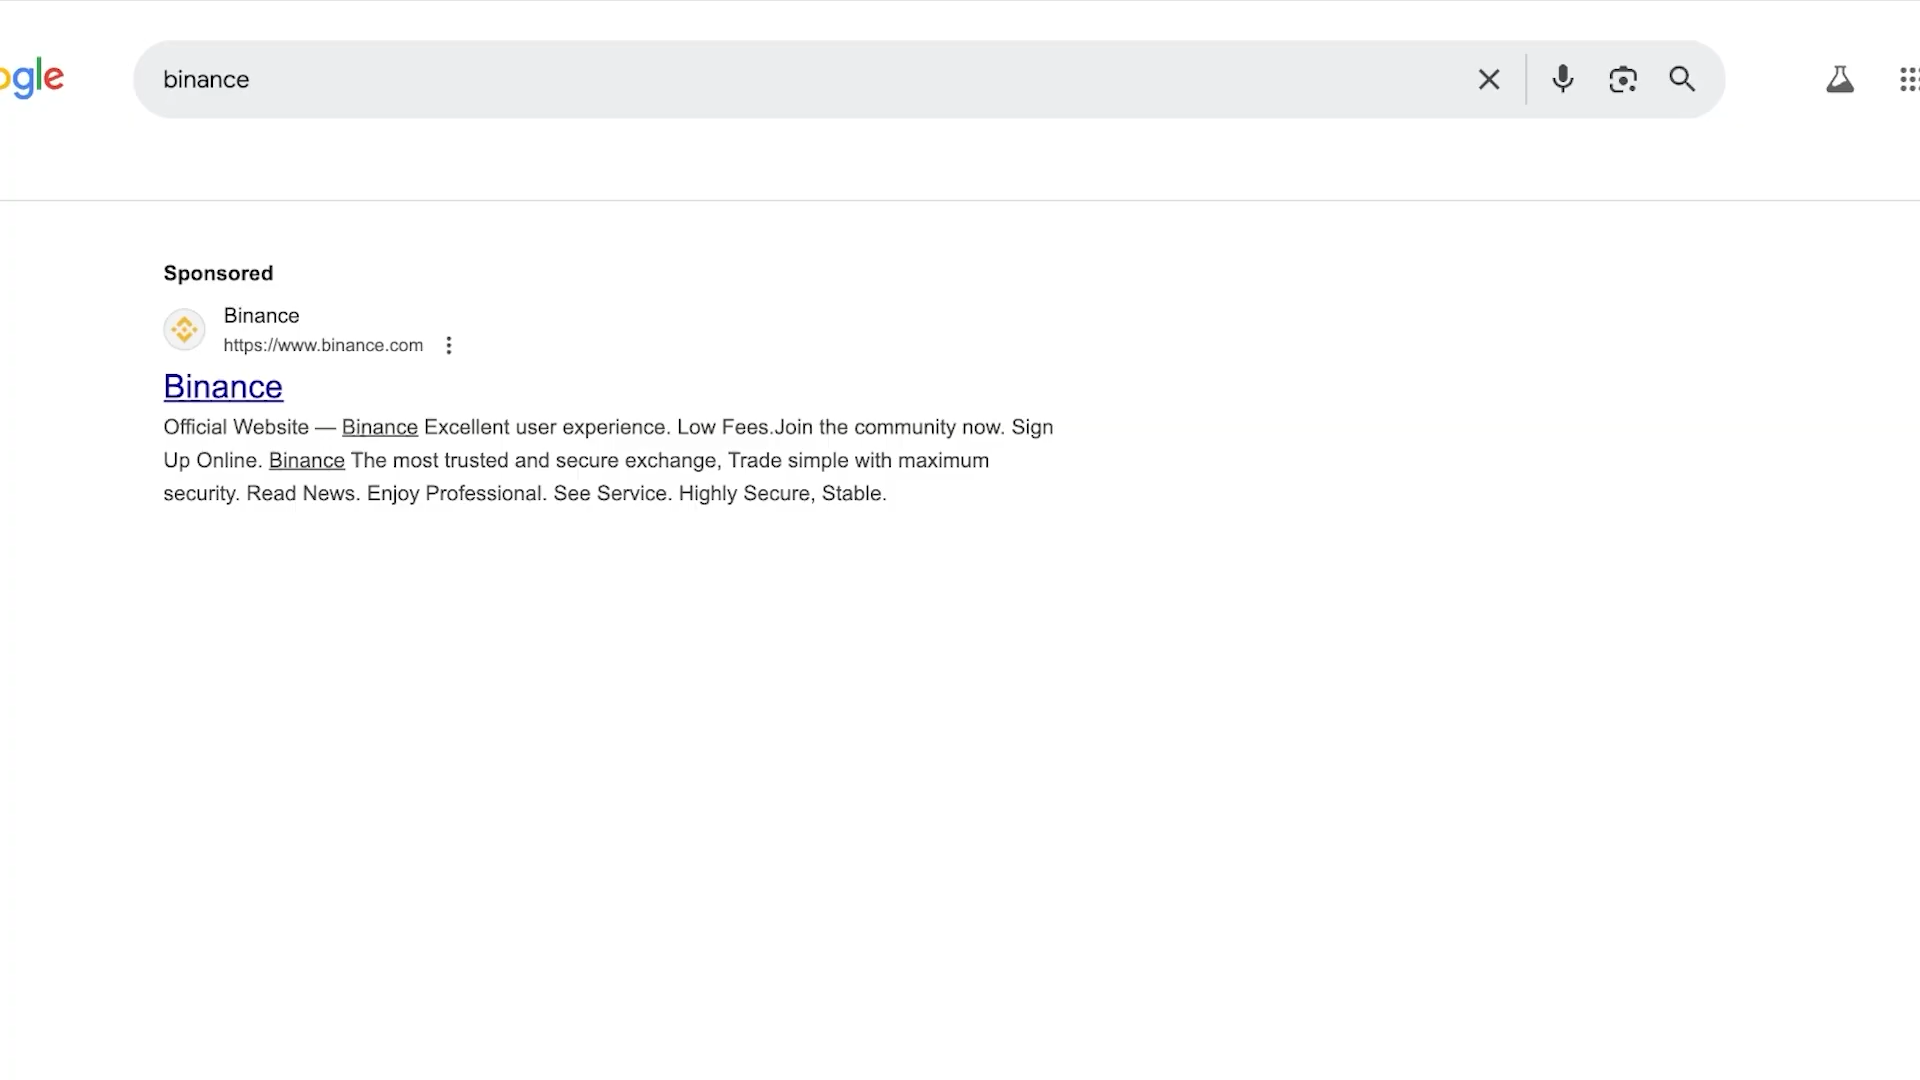 ogle
binance
Sponsored
Binance
https://www.binance.com
Binance
Official Website — Binance Excellent user experience. Low Fees.Join the community now. Sign
Up Online. Binance The most trusted and secure exchange, Trade simple with maximum
security. Read News. Enjoy Professional. See Service. Highly Secure, Stable.